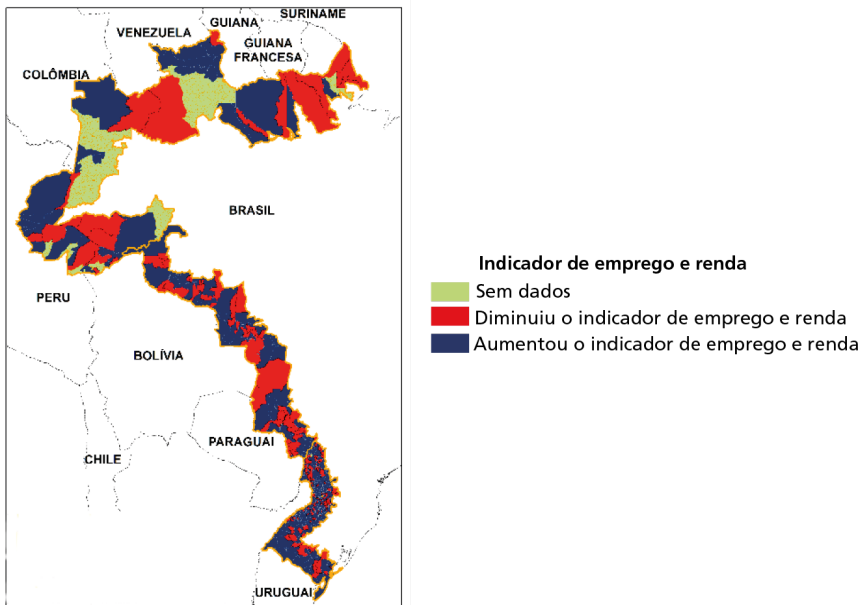 SURINAME
GUIANA
VENEZUELA
GUIANA
FRANCESA
COLÔMBIA
BRASIL
PERU
BOLÍVIA
PARAGUAI
CHILE
URUGUAI
Indicador de emprego e renda
Sem dados
Diminuiu o indicador de emprego e renda
Aumentou o indicador de emprego e renda